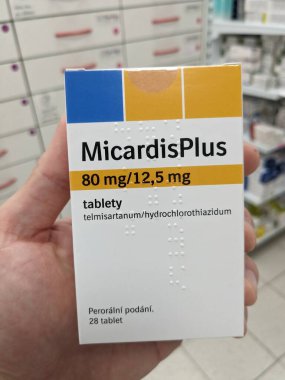 MicardisPlus
80 mg/12,5 mg
tablety
telmisartanum/hydrochlorothiazidum
Perorální podání.
28 tablet